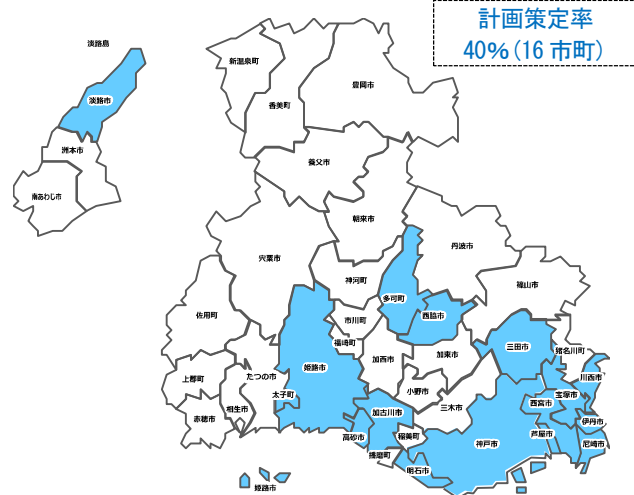 計画策定率
40%(16市町)
淡路島
淡路市
洲本市
南あわじ市
新温泉町
香美町
豊岡市
養父市
朝来市
丹波市
宍粟市
神河町
多可町
篠山市
佐用町
市川町
西脇市
福崎町
三田市
猪名川町
加西市
加東市
姫路市
たつの市
上郡町
川西市
太子町
小野市
宝塚市
相生市
赤穂市
三木市
西宮市
加古川市
伊丹市
高砂市
稲美町
芦屋市
神戸市
尼崎市
播磨町
明石市
姫路市